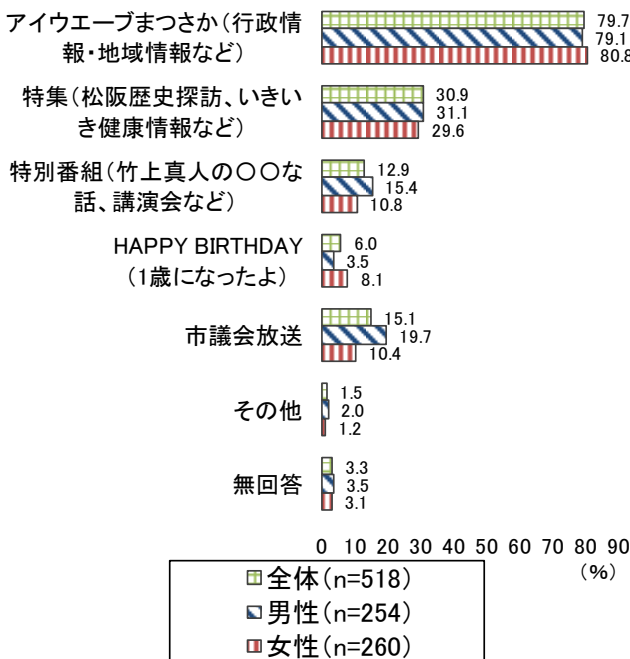 アイウエーブまつさか（行政情
報・地域情報など）
79.7
79.1
80.8
特集（松阪歴史探訪、いきい
き健康情報など）
30.9
31.1
29.6
特別番組（竹上真人の〇〇な
話、講演会など）
12.9
15.4
10.8
HAPPY BIRTHDAY
（1歳になったよ）
6.0
3.5
8.1
市議会放送
15.1
19.7
10.4
その他
1.5
2.0
1.2
無回答
3.3
3.5
3.1
0 10 20 30 40 50 60 70 80 90
（%）
全体（n=518）
男性（n=254）
女性（n=260）